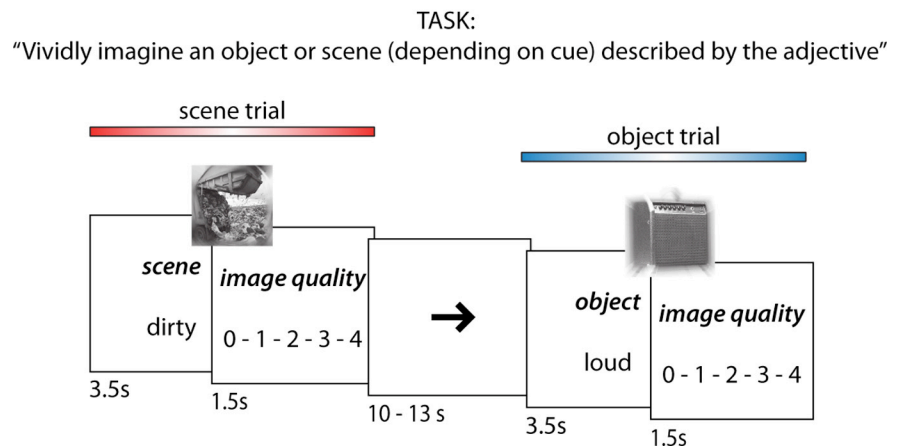 TASK:
“Vividly imagine an object or scene (depending on cue) described by the adjective”
scene trial
object trial
scene
dirty
3.5s
image quality
0 - 1 - 2 - 3 - 4
1.5s
10 - 13 s
object
loud
3.5s
image quality
0 - 1 - 2 - 3 - 4
1.5s